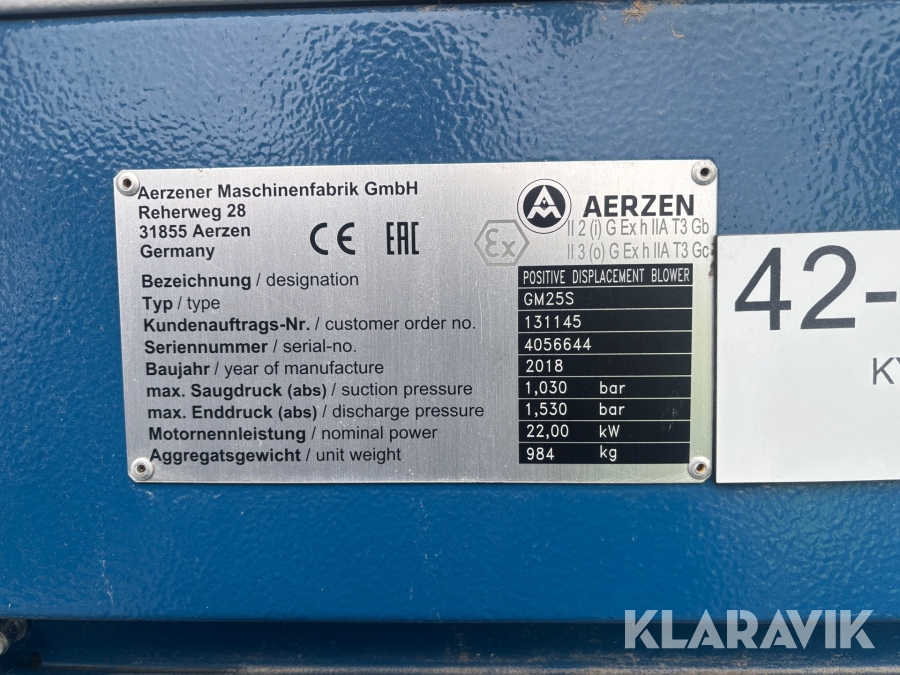 Aerzener Maschinenfabrik GmbH
Reherweg 28
31855 Aerzen
Germany
CE EAC Ex
AERZEN
II 2 (i) G Ex h IIA T3 Gb
II 3 (o) G Ex h IIA T3 Gc
Bezeichnung / designation POSITIVE DISPLACEMENT BLOWER
Typ / type GM25S
Kundenauftrags-Nr. / customer order no. 131145
Seriennummer / serial-no. 4056644
Baujahr / year of manufacture 2018
max. Saugdruck (abs) / suction pressure 1,030 bar
max. Enddruck (abs) / discharge pressure 1,530 bar
Motornennleistung / nominal power 22,00 kW
Aggregatsgewicht / unit weight 984 kg
42-
KY
KLARAVIK